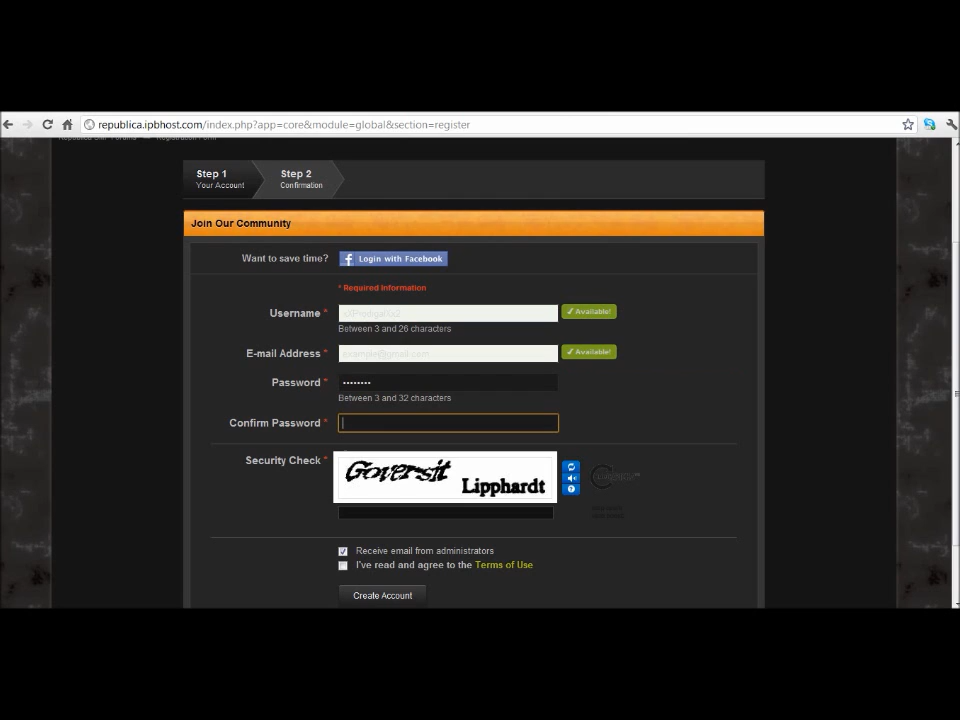 republica.ipbhost.com/index.php?app=core&module=global&section=register
Step 1
Your Account
Step 2
Confirmation
Join Our Community
Want to save time?
f Login with Facebook
* Required Information
Username *
✓ Available!
Between 3 and 26 characters
E-mail Address *
example@gmail.com
✓ Available!
Password *
••••••••
Between 3 and 32 characters
Confirm Password *
Security Check *
Goversit Lipphardt
Receive email from administrators
I've read and agree to the Terms of Use
Create Account